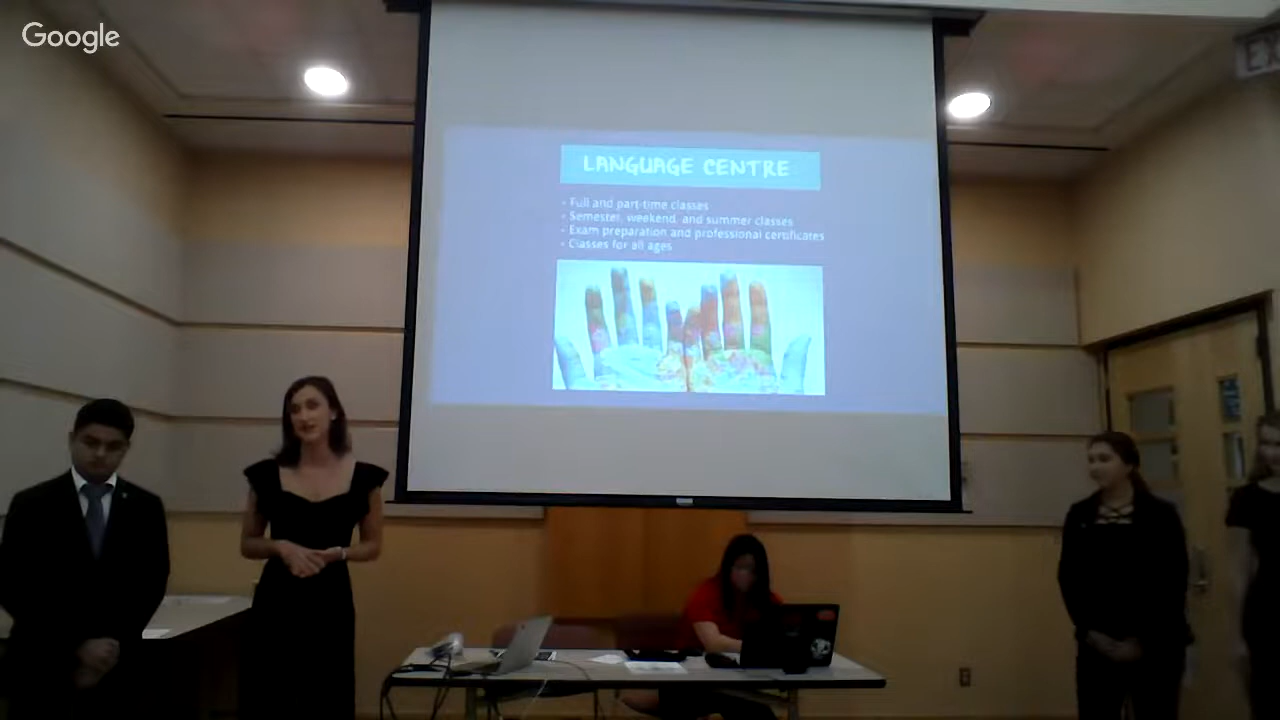 Google
EX
LANGUAGE CENTRE
- Full and part-time classes
- Semester, weekend, and summer classes
- Exam preparation and professional certificates
- Classes for all ages